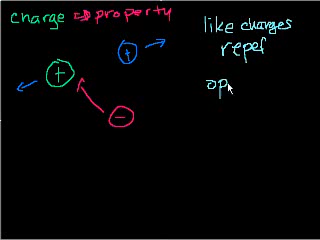 charge => property
like charges
repel
op
+
+
−